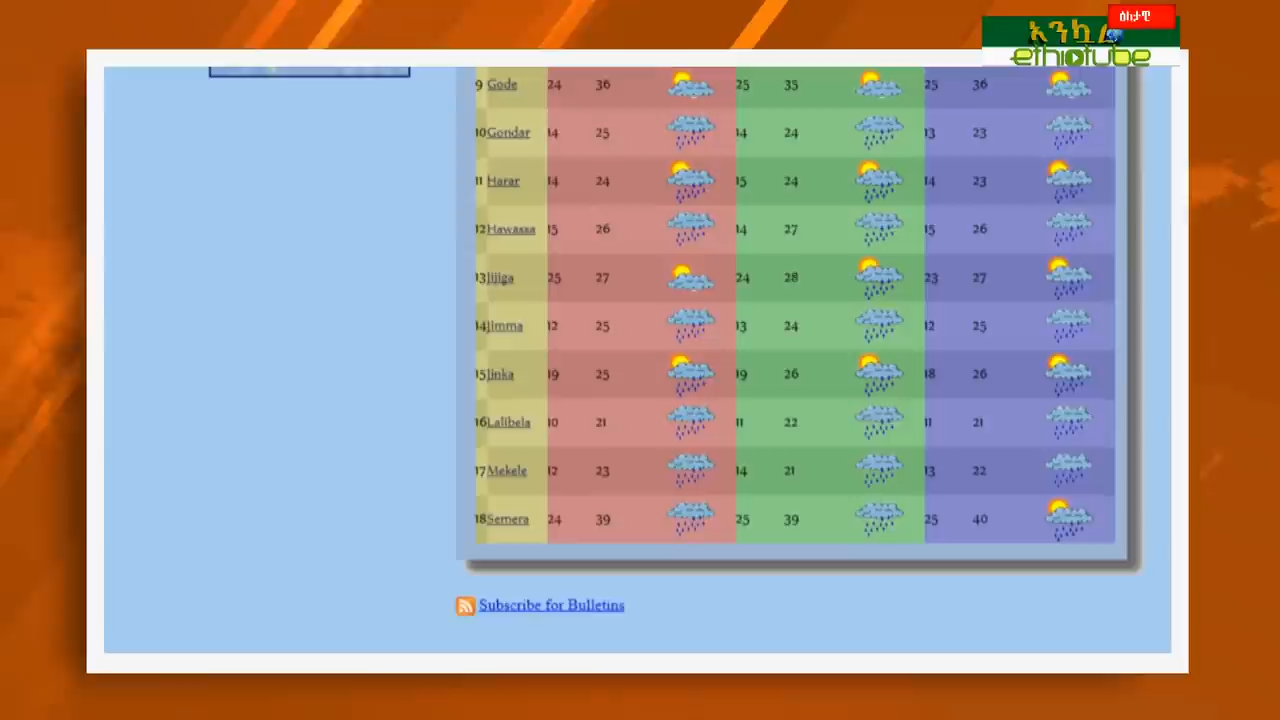 ዕለታዊ
አንኳር
ethiotube
9 Gode 24 36 25 35 25 36
10 Gondar 14 25 14 24 13 23
11 Harar 14 24 15 24 14 23
12 Hawassa 15 26 14 27 15 26
13 Jijiga 25 27 24 28 23 27
14 Jimma 12 25 13 24 12 25
15 Jinka 19 25 19 26 18 26
16 Lalibela 10 21 11 22 11 21
17 Mekele 12 23 14 21 13 22
18 Semera 24 39 25 39 25 40
Subscribe for Bulletins